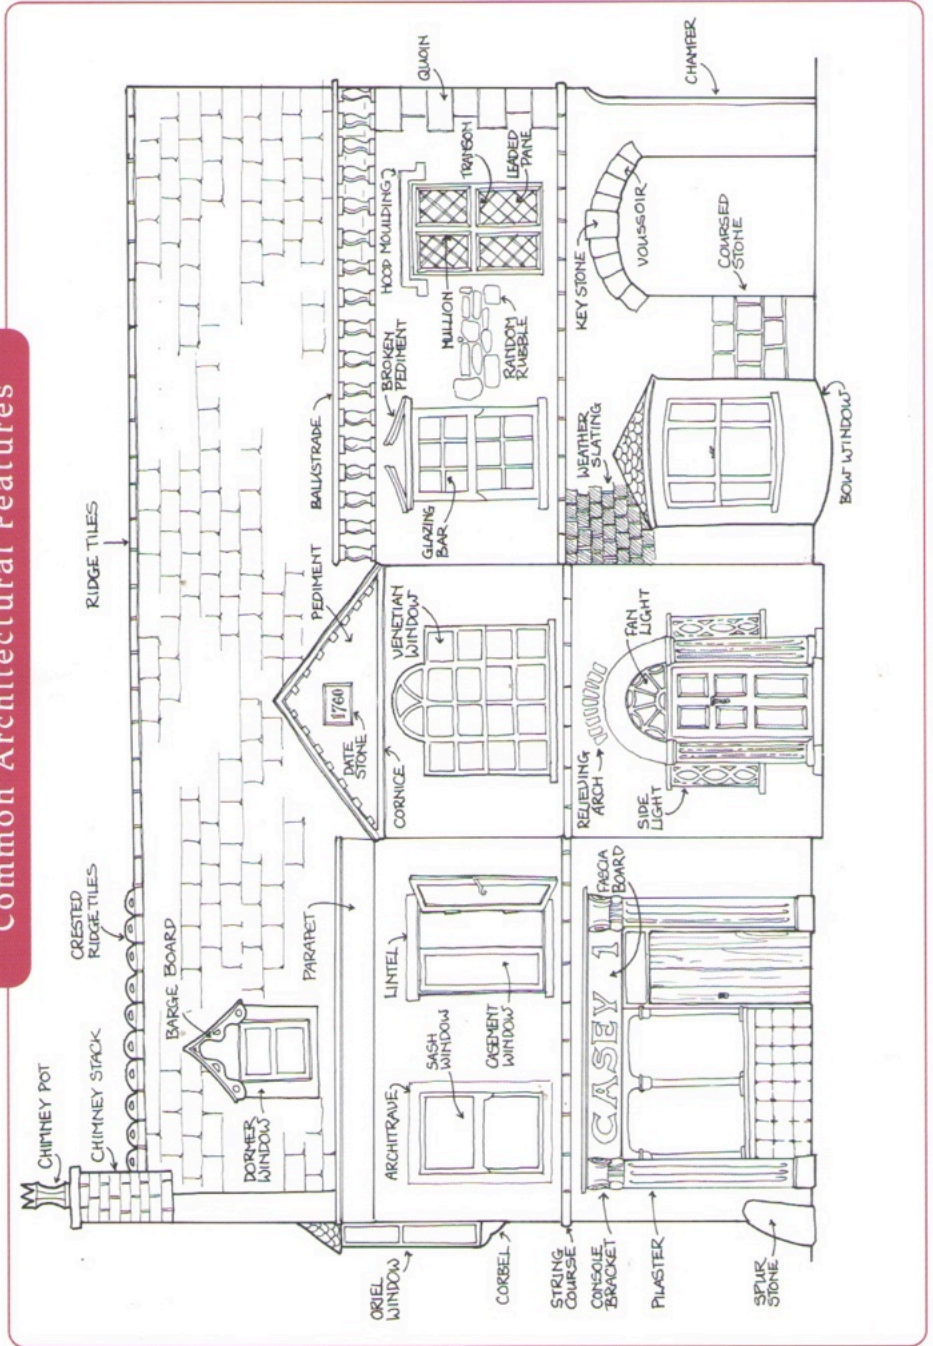 Common Architectural Features
CHIMNEY POT
CHIMNEY STACK
CRESTED
RIDGE TILES
RIDGE TILES
BARGE BOARD
DORMER
WINDOW
PARAPET
PEDIMENT
1760
DATE
STONE
BALUSTRADE
QUOIN
ORIEL
WINDOW
CORBEL
ARCHITRAVE
SASH
WINDOW
LINTEL
CASEMENT
WINDOW
CORNICE
VENETIAN
WINDOW
BROKEN
PEDIMENT
GLAZING
BAR
HOOD MOULDING
MULLION
RANDOM
RUBBLE
TRANSOM
LEADED
PANE
STRING
COURSE
CONSOLE
BRACKET
PILASTER
SPUR
STONE
CASEY 1
FASCIA
BOARD
RELIEVING
ARCH
SIDE
LIGHT
FAN
LIGHT
WEATHER
SLATING
BOW WINDOW
KEY STONE
VOUSSOIR
COURSED
STONE
CHAMFER